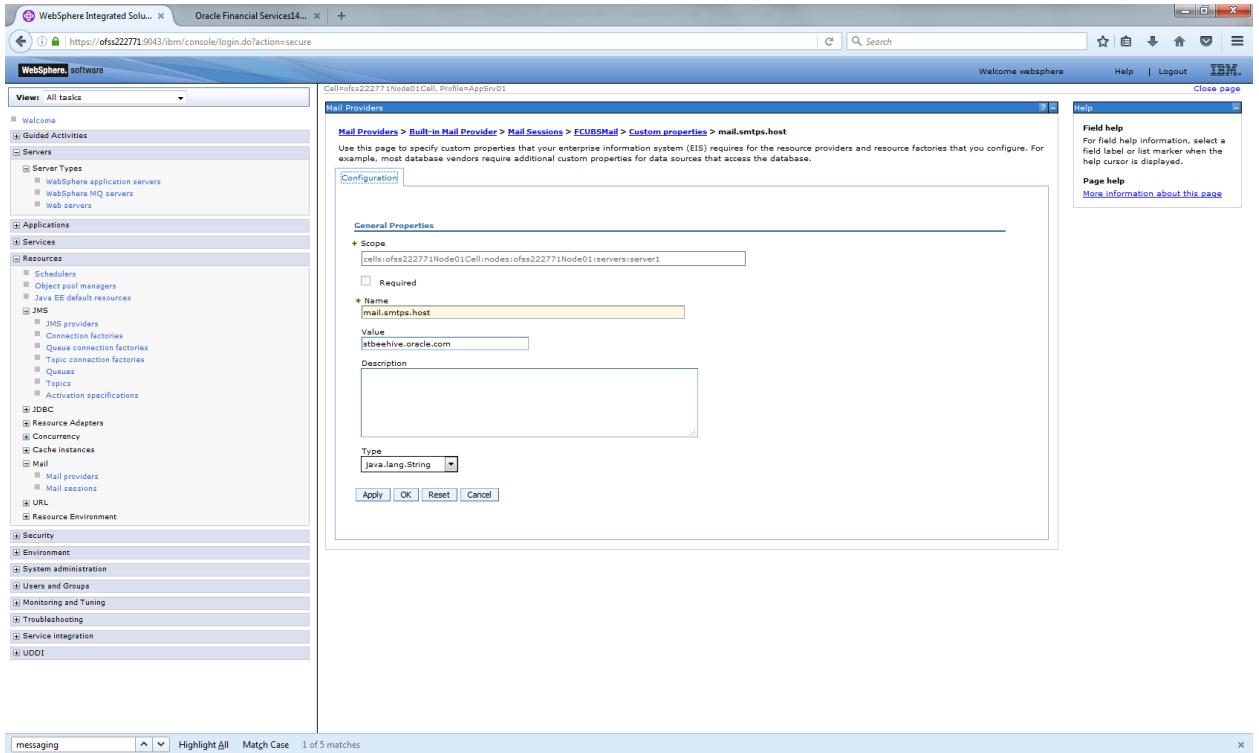 WebSphere Integrated Solu... ×
Oracle Financial Services14... × +
https://ofss222771:9043/ibm/console/login.do?action=secure
Search
WebSphere. software
Welcome websphere
Help | Logout
IBM.
View: All tasks
Welcome
Guided Activities
Servers
Server Types
WebSphere application servers
WebSphere MQ servers
Web servers
Applications
Services
Resources
Schedulers
Object pool managers
Java EE default resources
JMS
JMS providers
Connection factories
Queue connection factories
Topic connection factories
Queues
Topics
Activation specifications
JDBC
Resource Adapters
Concurrency
Cache instances
Mail
Mail providers
Mail sessions
URL
Resource Environment
Security
Environment
System administration
Users and Groups
Monitoring and Tuning
Troubleshooting
Service integration
UDDI
Cell=ofss222771Node01Cell, Profile=AppSrv01
Close page
Mail Providers
? -
Mail Providers > Built-in Mail Provider > Mail Sessions > FCUBSMail > Custom properties > mail.smtps.host
Use this page to specify custom properties that your enterprise information system (EIS) requires for the resource providers and resource factories that you configure. For
example, most database vendors require additional custom properties for data sources that access the database.
Configuration
General Properties
* Scope
cells:ofss222771Node01Cell:nodes:ofss222771Node01:servers:server1
Required
* Name
mail.smtps.host
Value
stbeehive.oracle.com
Description
Type
java.lang.String
Apply OK Reset Cancel
Help
Field help
For field help information, select a
field label or list marker when the
help cursor is displayed.
Page help
More information about this page
messaging
Highlight All Match Case 1 of 5 matches